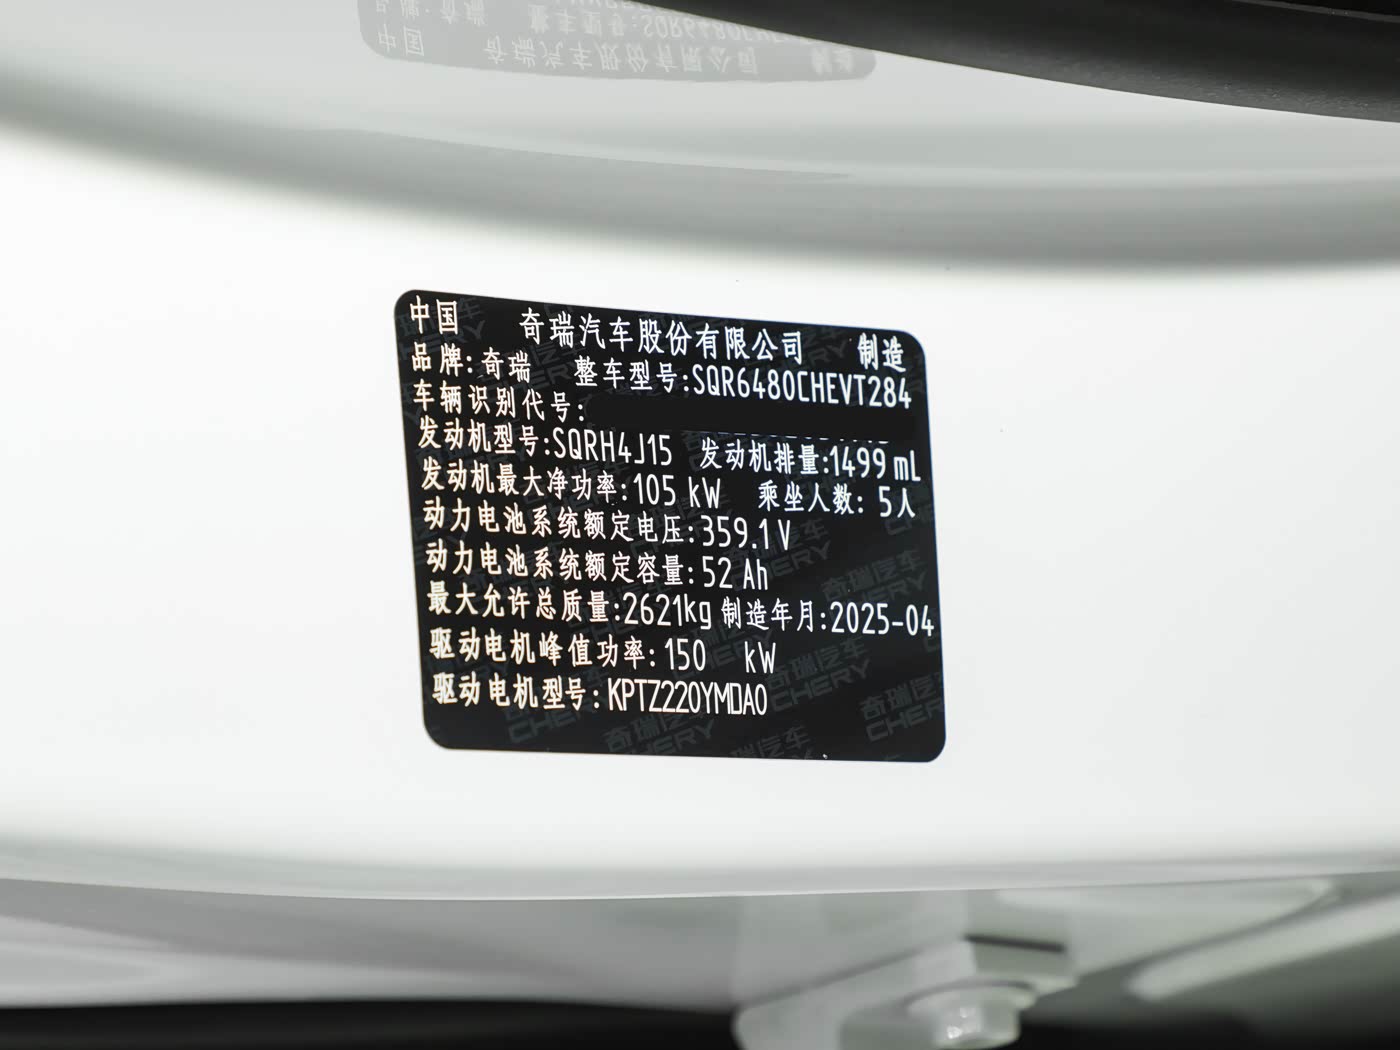 中国 奇瑞汽车股份有限公司 制造
品牌:奇瑞 整车型号:SQR6480CHEVT284
车辆识别代号:
发动机型号:SQRH4J15 发动机排量:1499mL
发动机最大净功率:105 kW 乘坐人数: 5人
动力电池系统额定电压:359.1V
动力电池系统额定容量:52 Ah
最大允许总质量:2621kg 制造年月:2025-04
驱动电机峰值功率:150 kW
驱动电机型号:KPTZ220YMDA0